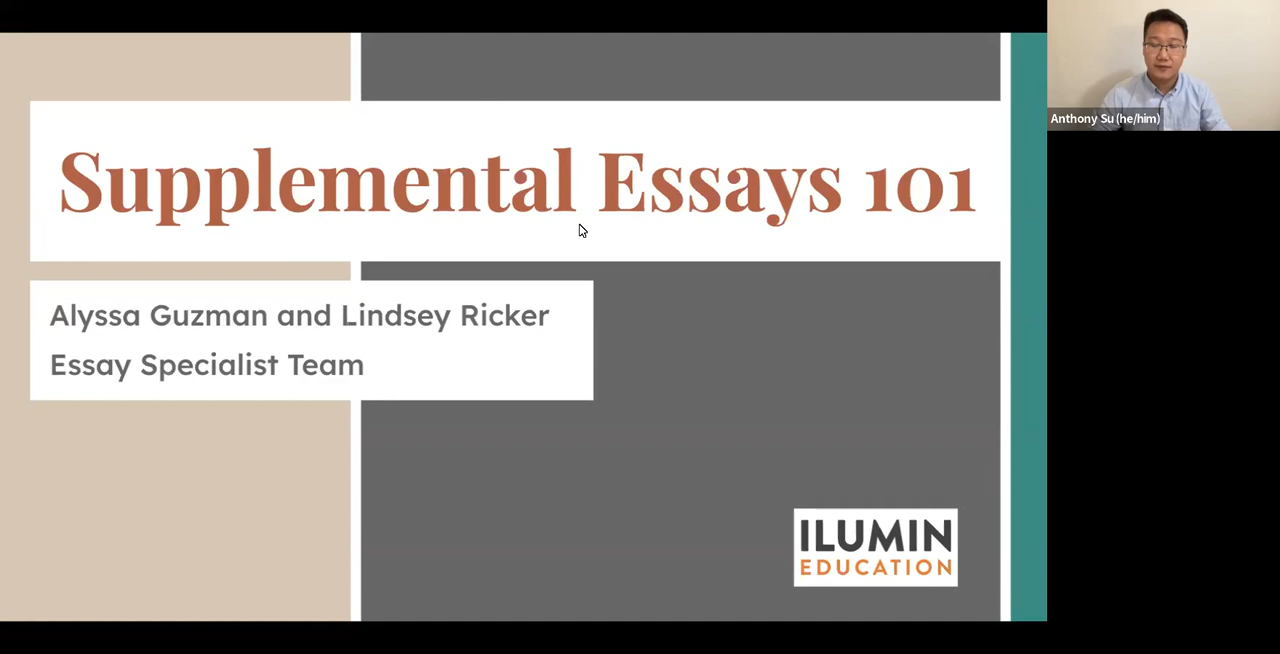 Supplemental Essays 101
Alyssa Guzman and Lindsey Ricker
Essay Specialist Team
ILUMIN
EDUCATION
Anthony Su (he/him)